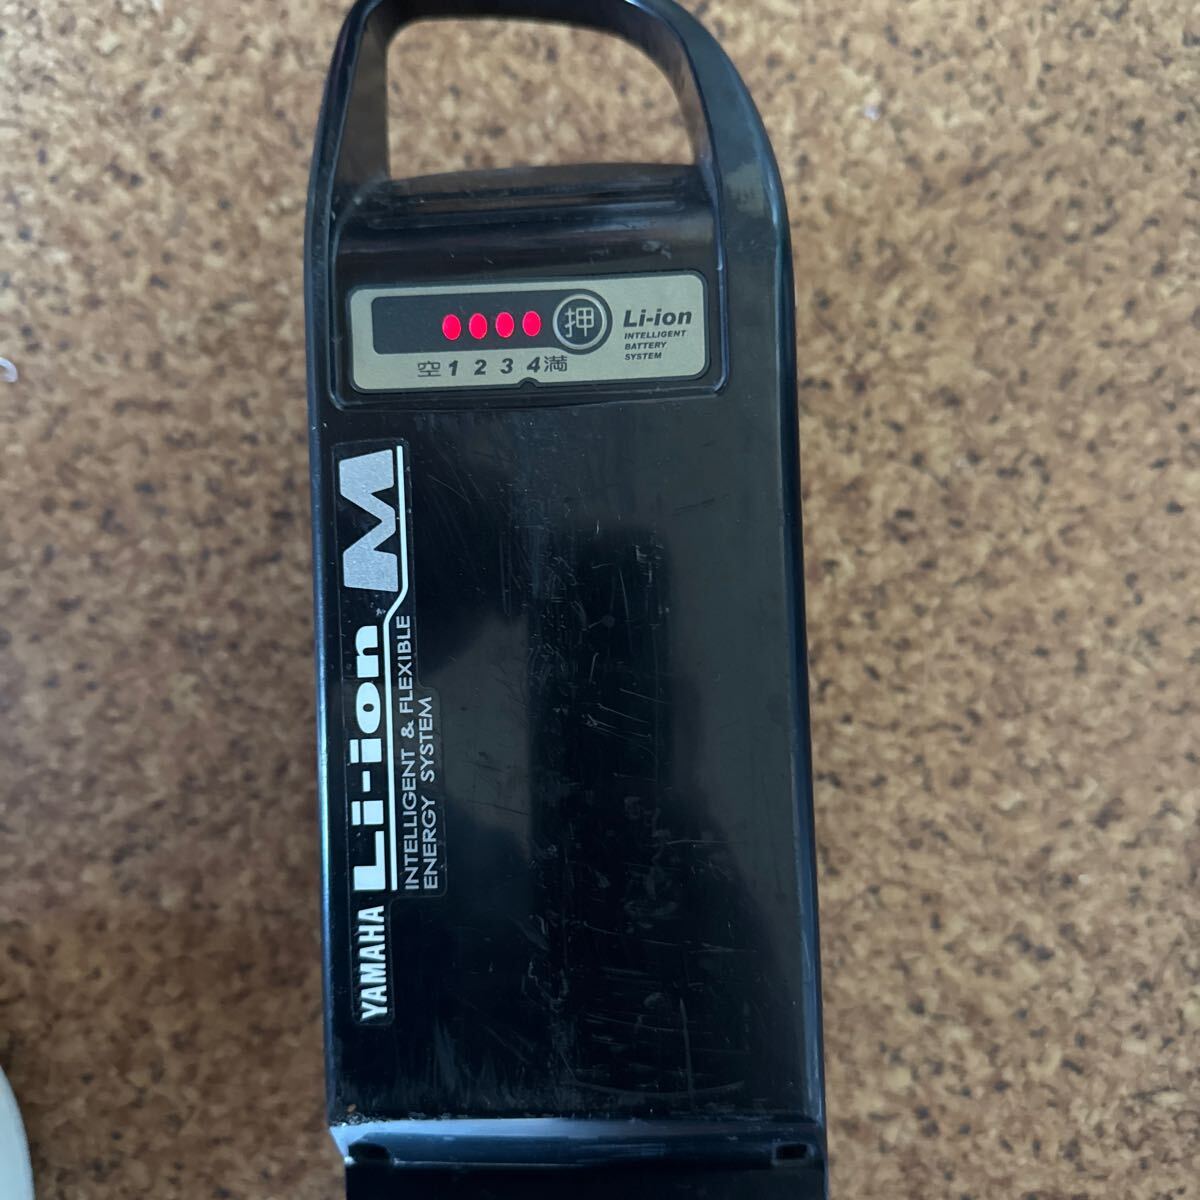 押
Li-ion
INTELLIGENT
BATTERY
SYSTEM
空 1 2 3 4 満
YAMAHA Li-ion M
INTELLIGENT & FLEXIBLE
ENERGY SYSTEM